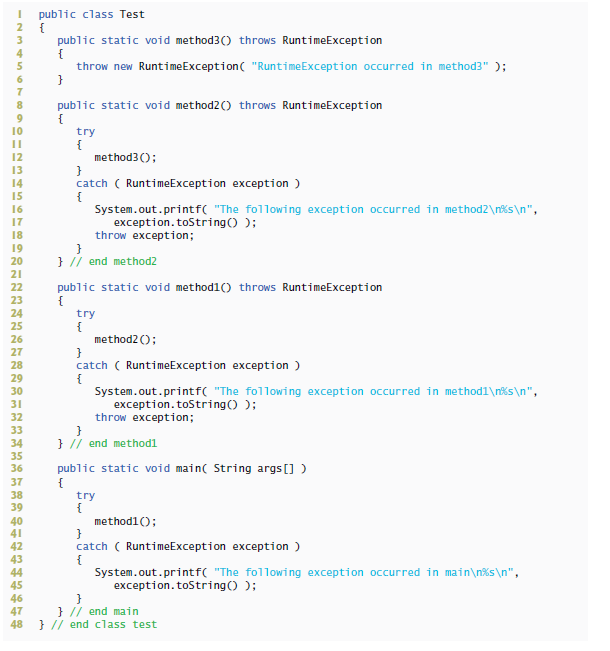 1 public class Test
2 {
3 public static void method3() throws RuntimeException
4 {
5 throw new RuntimeException( "RuntimeException occurred in method3" );
6 }
7
8 public static void method2() throws RuntimeException
9 {
10 try
11 {
12 method3();
13 }
14 catch ( RuntimeException exception )
15 {
16 System.out.printf( "The following exception occurred in method2\n%s\n",
17 exception.toString() );
18 throw exception;
19 }
20 } // end method2
21
22 public static void method1() throws RuntimeException
23 {
24 try
25 {
26 method2();
27 }
28 catch ( RuntimeException exception )
29 {
30 System.out.printf( "The following exception occurred in method1\n%s\n",
31 exception.toString() );
32 throw exception;
33 }
34 } // end method1
35
36 public static void main( String args[] )
37 {
38 try
39 {
40 method1();
41 }
42 catch ( RuntimeException exception )
43 {
44 System.out.printf( "The following exception occurred in main\n%s\n",
45 exception.toString() );
46 }
47 } // end main
48 } // end class test